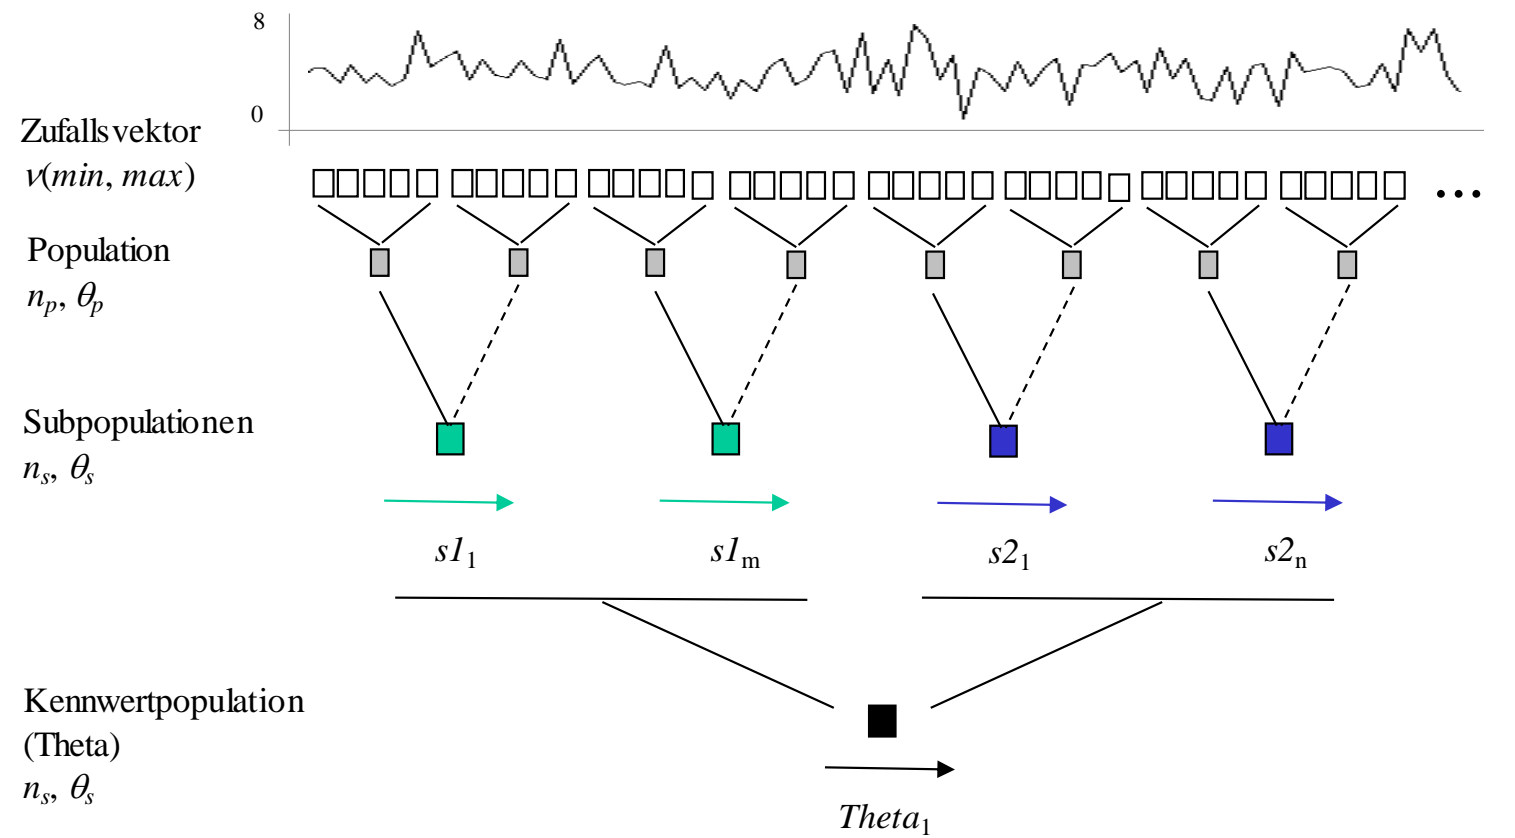 8
0
Zufallsvektor
ν(min, max)
...
Population
nₚ, θₚ
Subpopulationen
nₛ, θₛ
s1₁ s1ₘ s2₁ s2ₙ
Kennwertpopulation
(Theta)
nₛ, θₛ
Theta₁